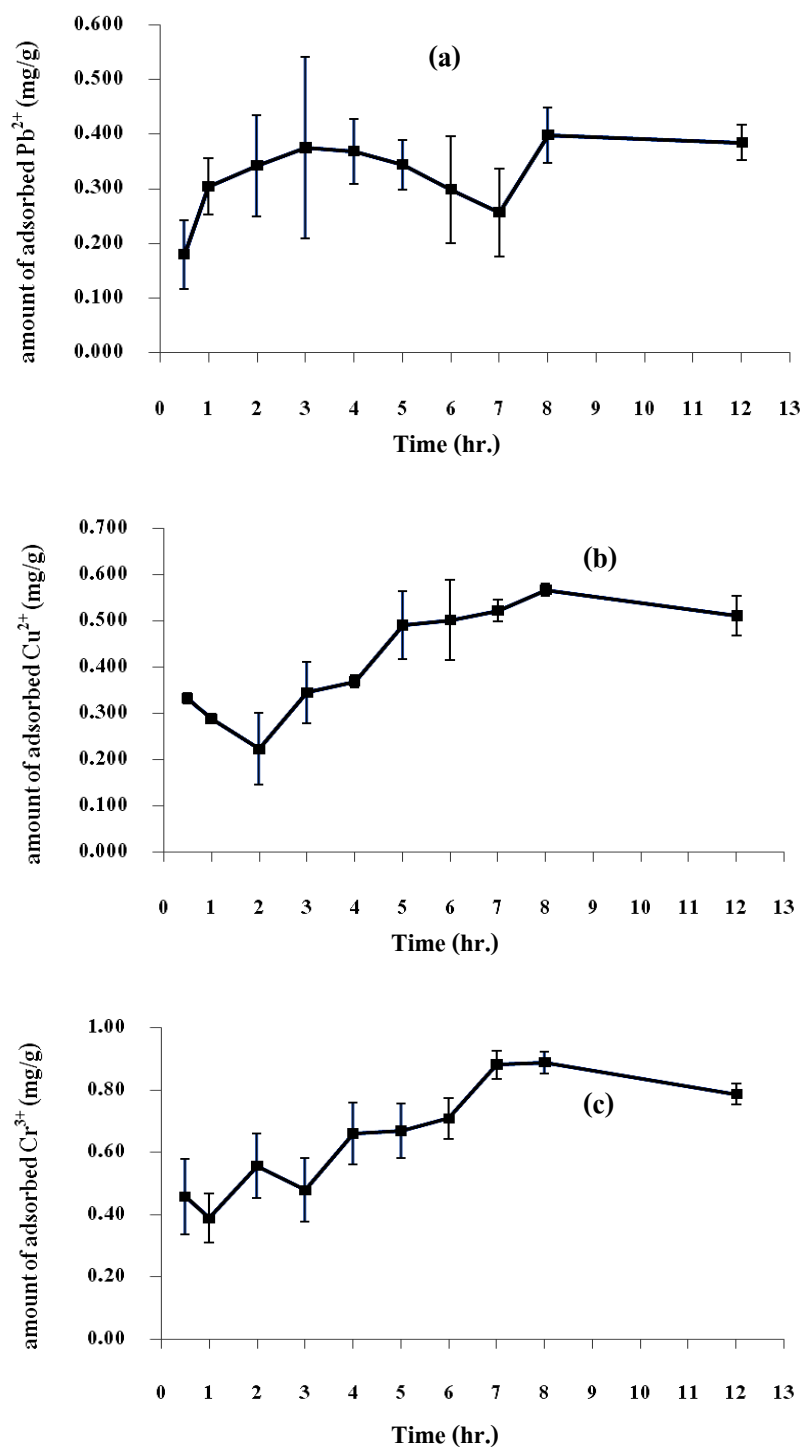 amount of adsorbed Pb²⁺ (mg/g)
(a)
0.600
0.500
0.400
0.300
0.200
0.100
0.000
0 1 2 3 4 5 6 7 8 9 10 11 12 13
Time (hr.)
amount of adsorbed Cu²⁺ (mg/g)
(b)
0.700
0.600
0.500
0.400
0.300
0.200
0.100
0.000
0 1 2 3 4 5 6 7 8 9 10 11 12 13
Time (hr.)
amount of adsorbed Cr³⁺ (mg/g)
(c)
1.00
0.80
0.60
0.40
0.20
0.00
0 1 2 3 4 5 6 7 8 9 10 11 12 13
Time (hr.)